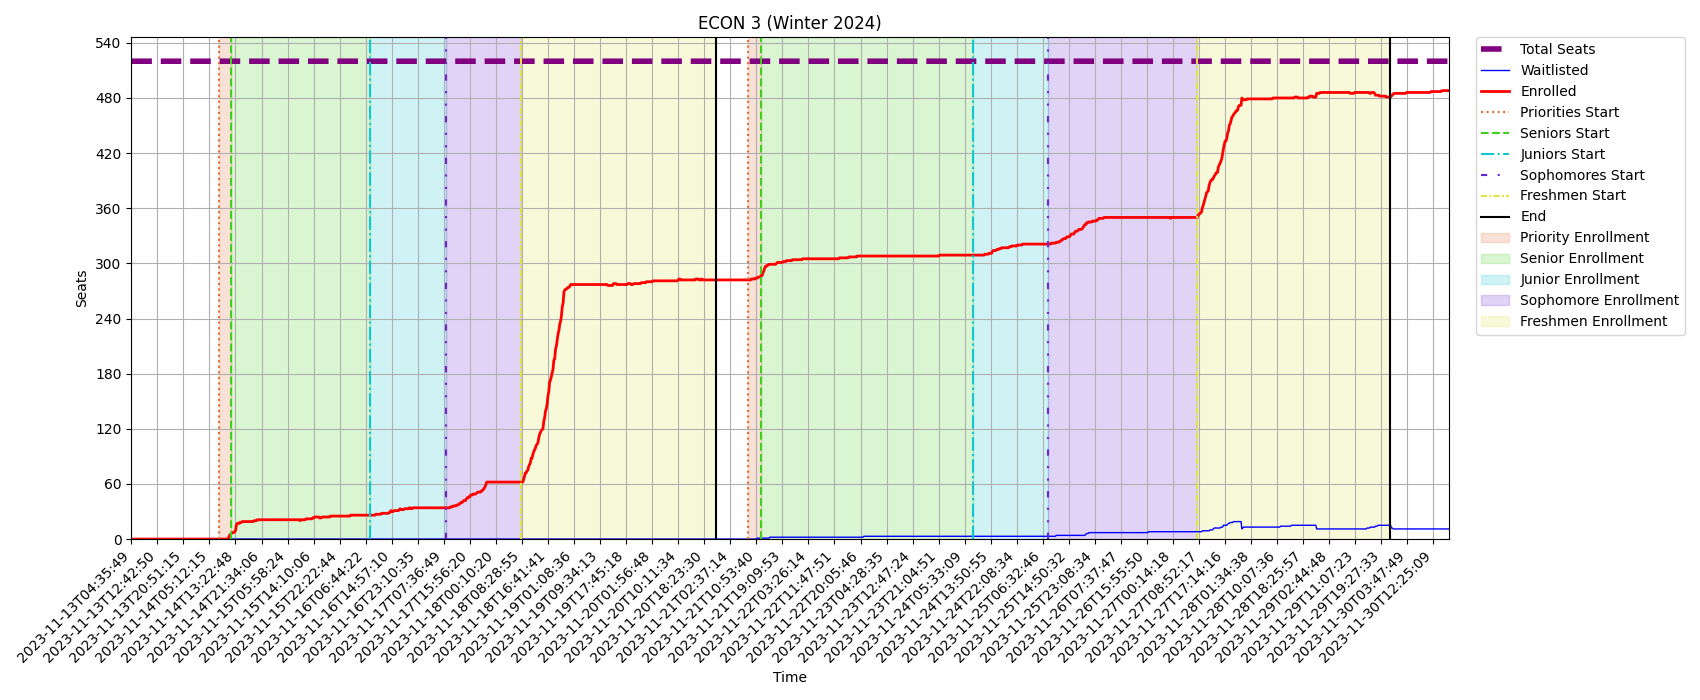 ECON 3 (Winter 2024)
540
480
420
360
300
240
180
120
60
0
Seats
2023-11-13T04:35:49
2023-11-13T12:42:50
2023-11-13T20:51:15
2023-11-14T05:12:15
2023-11-14T13:22:48
2023-11-14T21:34:06
2023-11-15T05:58:24
2023-11-15T14:10:06
2023-11-15T22:22:44
2023-11-16T06:44:22
2023-11-16T14:57:10
2023-11-16T23:10:35
2023-11-17T07:36:49
2023-11-17T15:56:20
2023-11-18T00:10:20
2023-11-18T08:28:55
2023-11-18T16:41:41
2023-11-19T01:08:36
2023-11-19T09:34:13
2023-11-19T17:45:18
2023-11-20T01:56:48
2023-11-20T10:11:34
2023-11-20T18:23:30
2023-11-21T02:37:14
2023-11-21T10:53:40
2023-11-21T19:09:53
2023-11-22T03:26:14
2023-11-22T11:47:51
2023-11-22T20:05:46
2023-11-23T04:28:35
2023-11-23T12:47:24
2023-11-23T21:04:51
2023-11-24T05:33:09
2023-11-24T13:50:55
2023-11-24T22:08:34
2023-11-25T06:32:46
2023-11-25T14:50:32
2023-11-25T23:08:34
2023-11-26T07:37:47
2023-11-26T15:55:50
2023-11-27T00:14:18
2023-11-27T08:52:17
2023-11-27T17:14:16
2023-11-28T01:34:38
2023-11-28T10:07:36
2023-11-28T18:25:57
2023-11-29T02:44:48
2023-11-29T11:07:23
2023-11-29T19:27:33
2023-11-30T03:47:49
2023-11-30T12:25:09
Time
Total Seats
Waitlisted
Enrolled
Priorities Start
Seniors Start
Juniors Start
Sophomores Start
Freshmen Start
End
Priority Enrollment
Senior Enrollment
Junior Enrollment
Sophomore Enrollment
Freshmen Enrollment